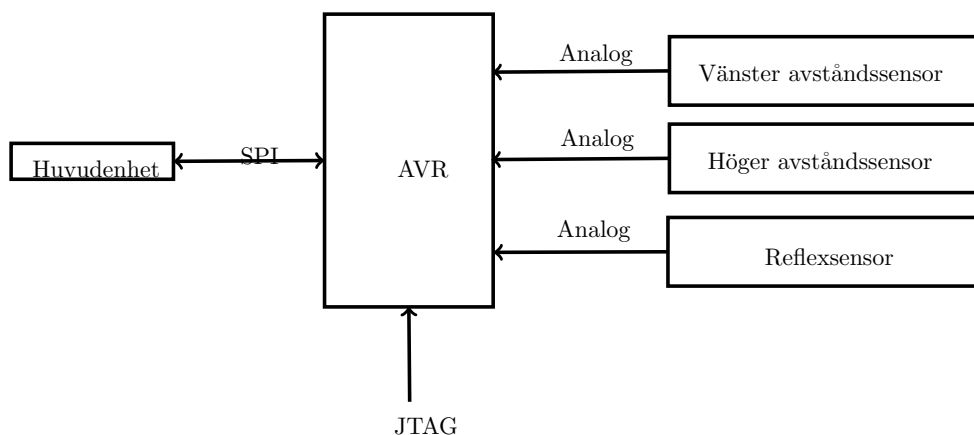 Analog
Vänster avståndssensor
Analog
Höger avståndssensor
Huvudenhet
SPI
AVR
Analog
Reflexsensor
JTAG